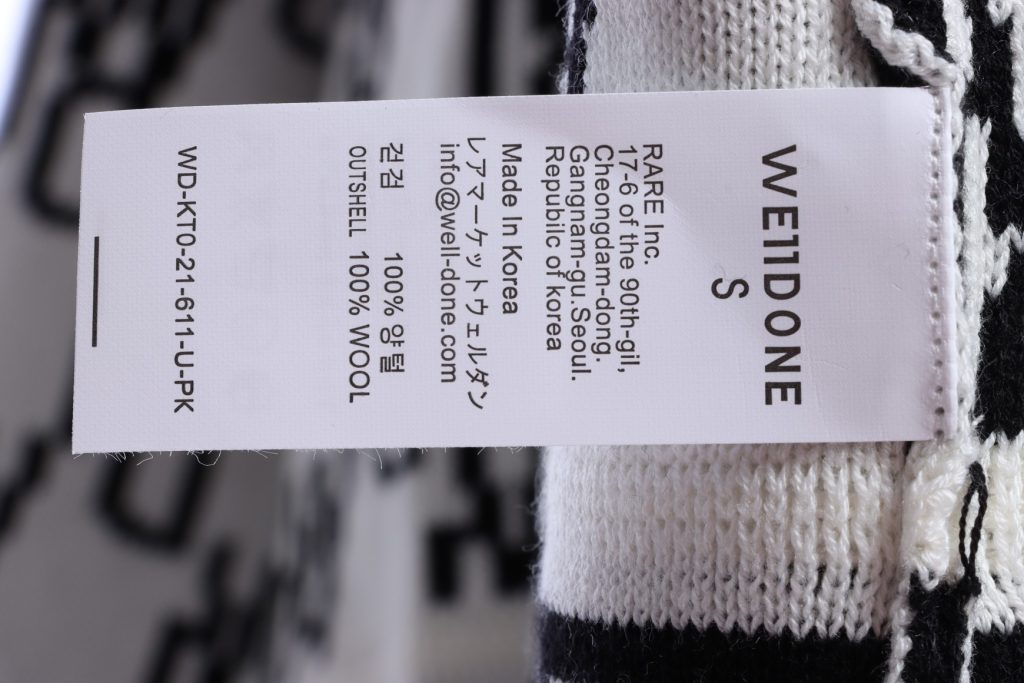 WE11DONE
S
RARE Inc.
17-6 of the 90th-gil,
Cheongdam-dong.
Gangnam-gu.Seoul.
Repubilc of korea
Made In Korea
レアマーケットウェルダン
info@well-done.com
겉감 100% 양털
OUTSHELL 100% WOOL
WD-KT0-21-611-U-PK